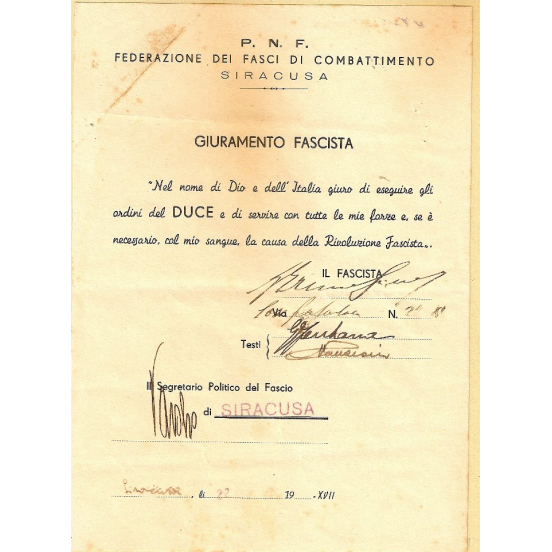 P. N. F.
FEDERAZIONE DEI FASCI DI COMBATTIMENTO
SIRACUSA
GIURAMENTO FASCISTA
"Nel nome di Dio e dell'Italia giuro di eseguire gli
ordini del DUCE e di servire con tutte le mie forze e, se è
necessario, col mio sangue, la causa della Rivoluzione Fascista„.
IL FASCISTA
Via N.
Testi
Il Segretario Politico del Fascio
di SIRACUSA
, li 22 19 -XVII